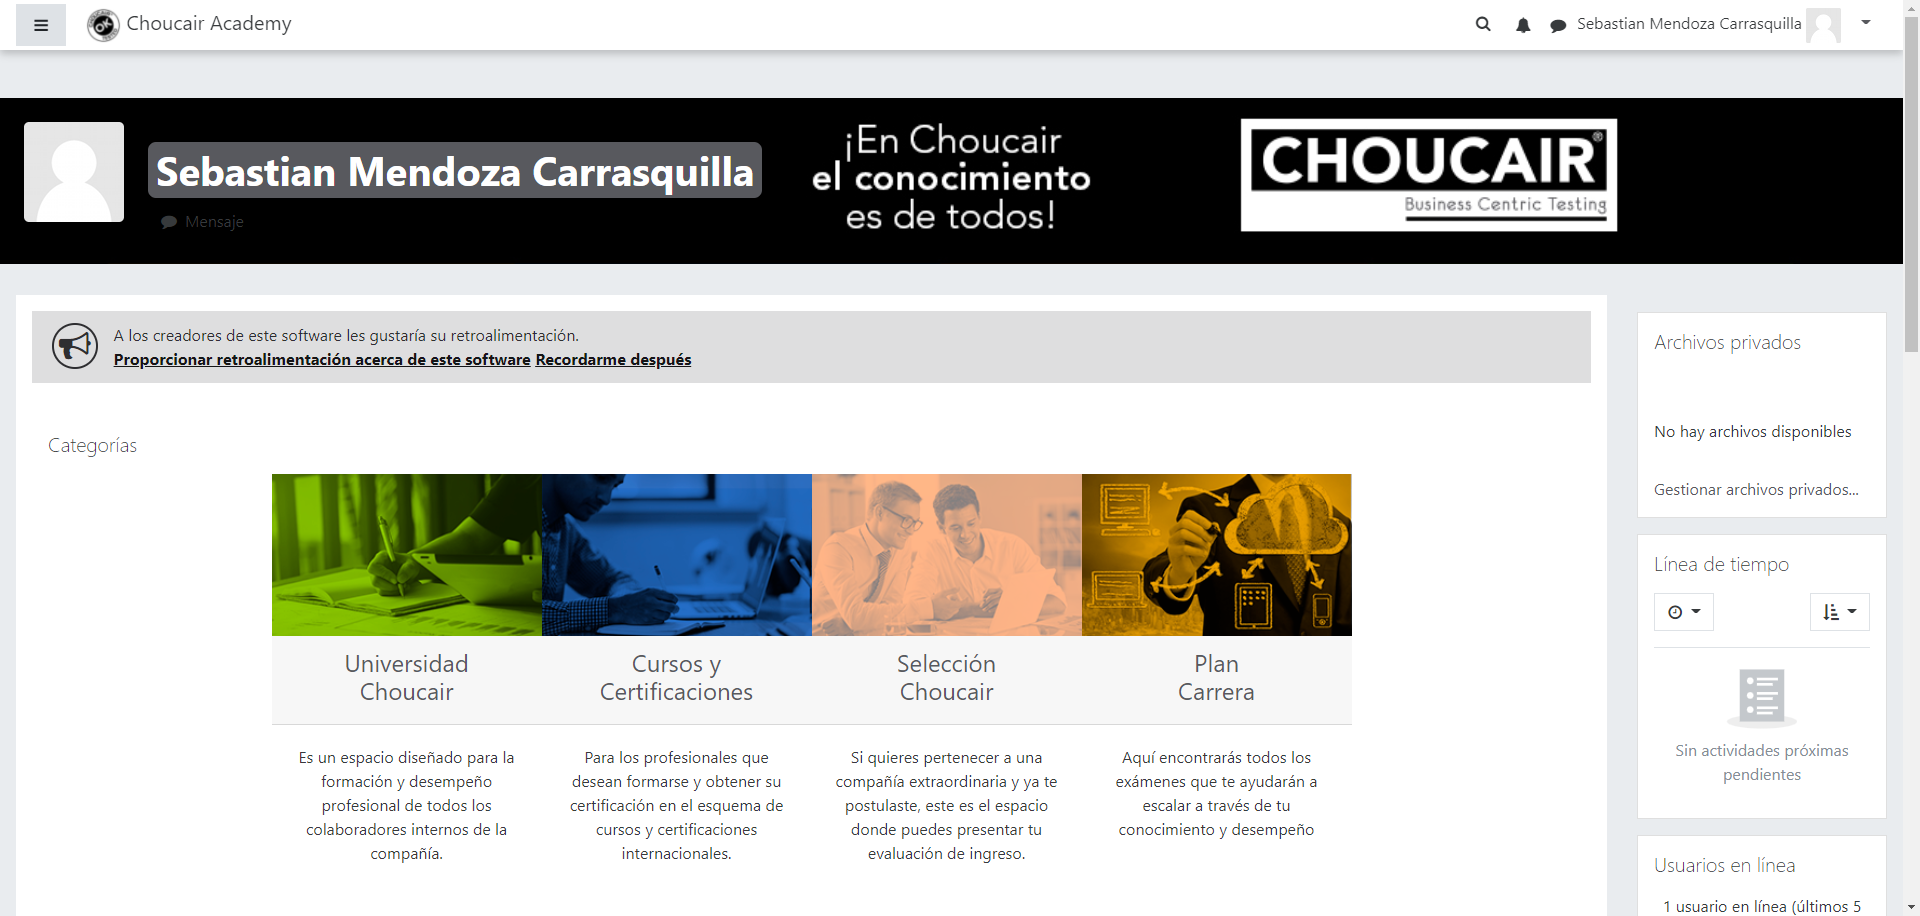 Choucair Academy
Sebastian Mendoza Carrasquilla
Sebastian Mendoza Carrasquilla
Mensaje
¡En Choucair
el conocimiento
es de todos!
CHOUCAIR®
Business Centric Testing
A los creadores de este software les gustaría su retroalimentación.
Proporcionar retroalimentación acerca de este software Recordarme después
Categorías
Universidad
Choucair
Es un espacio diseñado para la
formación y desempeño
profesional de todos los
colaboradores internos de la
compañía.
Cursos y
Certificaciones
Para los profesionales que
desean formarse y obtener su
certificación en el esquema de
cursos y certificaciones
internacionales.
Selección
Choucair
Si quieres pertenecer a una
compañía extraordinaria y ya te
postulaste, este es el espacio
donde puedes presentar tu
evaluación de ingreso.
Plan
Carrera
Aquí encontrarás todos los
exámenes que te ayudarán a
escalar a través de tu
conocimiento y desempeño
Archivos privados
No hay archivos disponibles
Gestionar archivos privados...
Línea de tiempo
Sin actividades próximas
pendientes
Usuarios en línea
1 usuario en línea (últimos 5